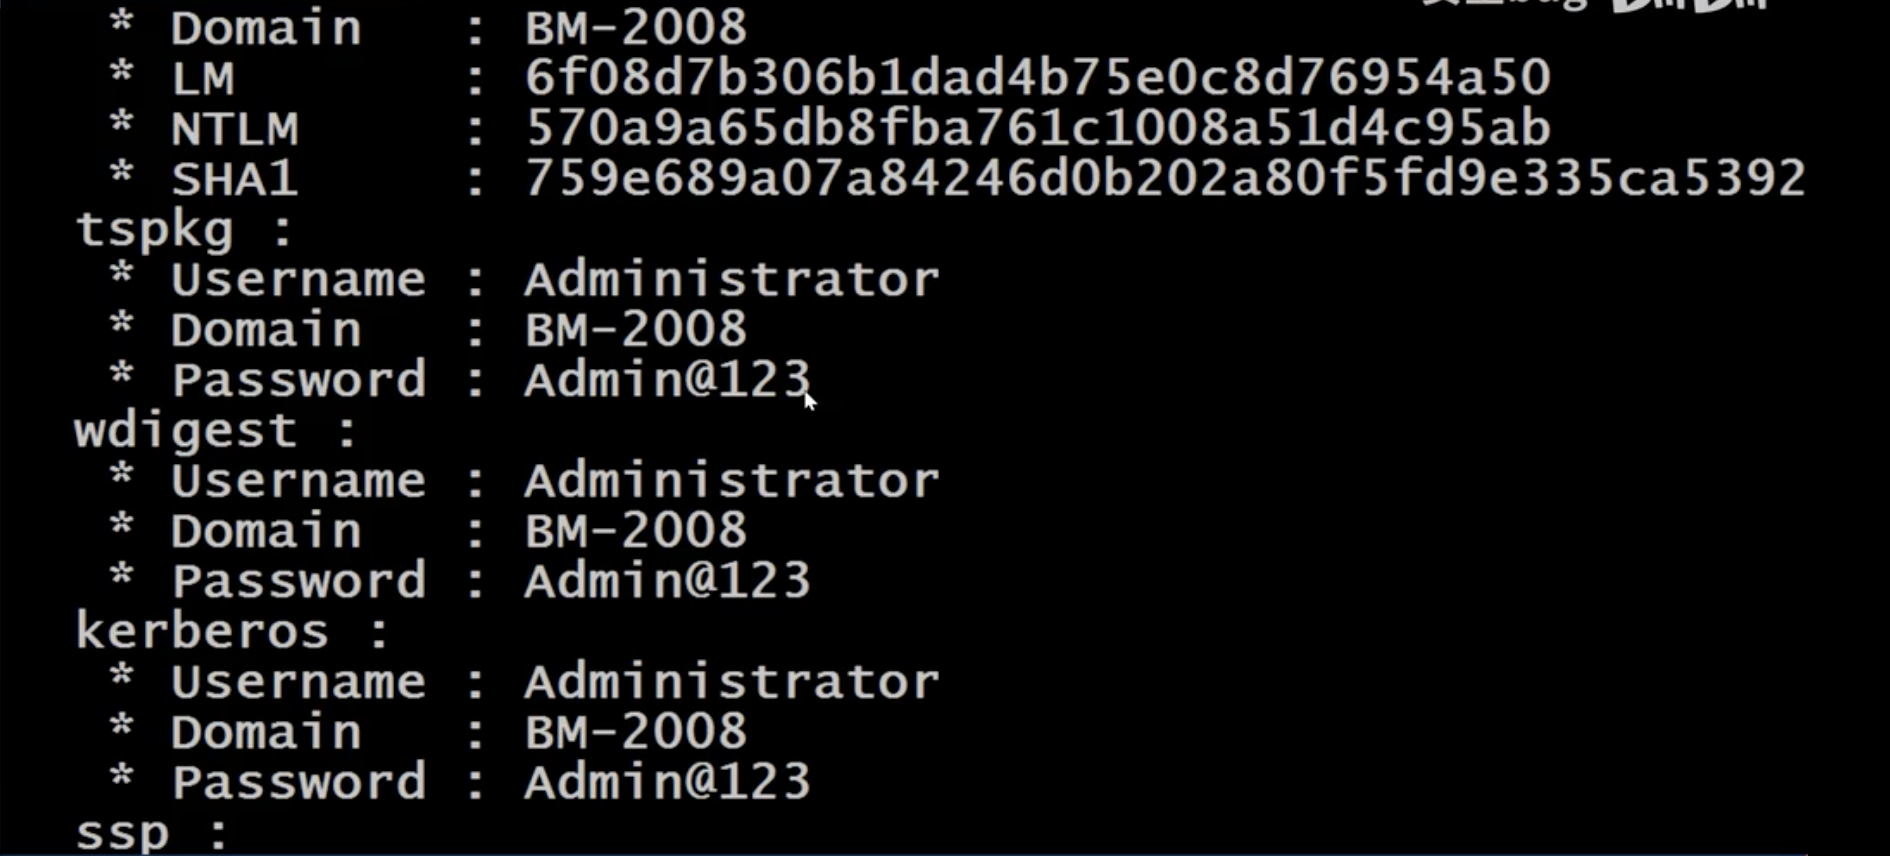 * Domain   : BM-2008
* LM       : 6f08d7b306b1dad4b75e0c8d76954a50
* NTLM     : 570a9a65db8fba761c1008a51d4c95ab
* SHA1     : 759e689a07a84246d0b202a80f5fd9e335ca5392
tspkg :
* Username : Administrator
* Domain   : BM-2008
* Password : Admin@123
wdigest :
* Username : Administrator
* Domain   : BM-2008
* Password : Admin@123
kerberos :
* Username : Administrator
* Domain   : BM-2008
* Password : Admin@123
ssp :